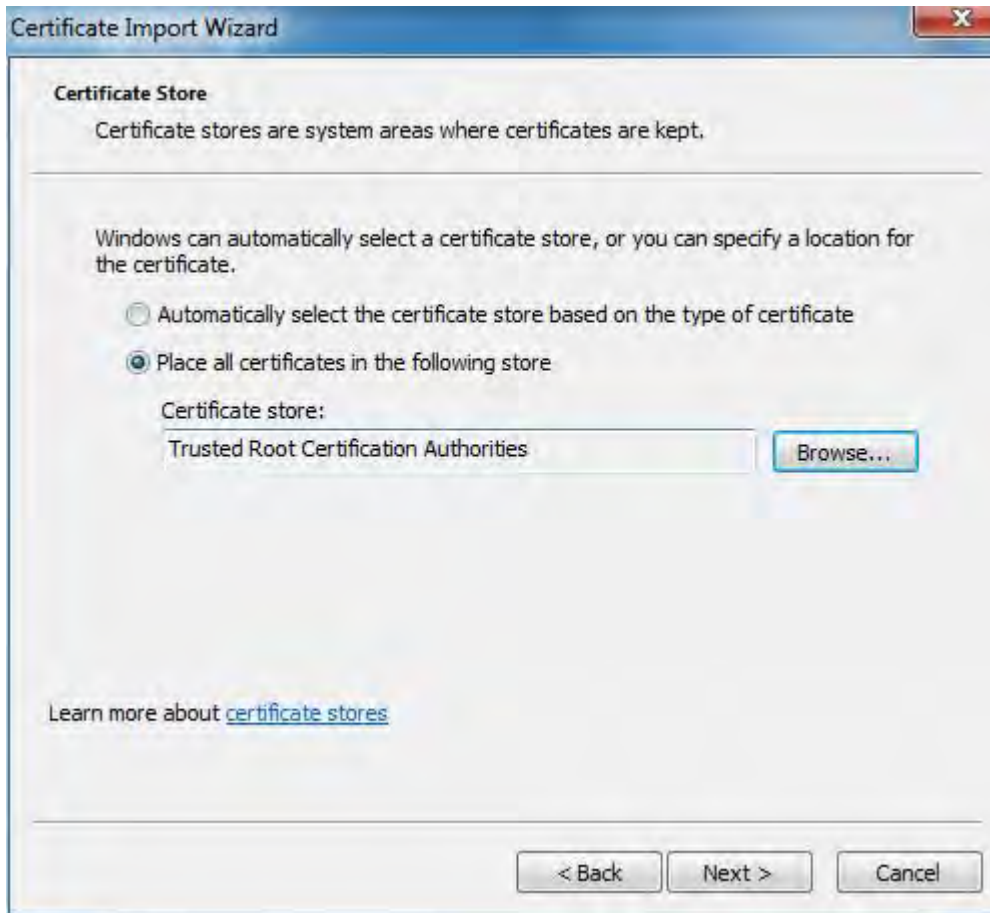 Certificate Import Wizard
Certificate Store
Certificate stores are system areas where certificates are kept.
Windows can automatically select a certificate store, or you can specify a location for
the certificate.
Automatically select the certificate store based on the type of certificate
Place all certificates in the following store
Certificate store:
Trusted Root Certification Authorities
Browse...
Learn more about certificate stores
< Back
Next >
Cancel